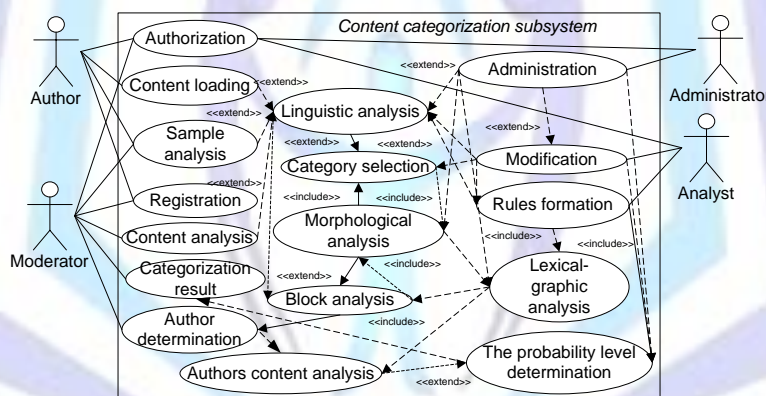 Content categorization subsystem
Authorization
<<extend>>
Administration
Author
Administrator
Content loading
<<extend>>
Linguistic analysis
<<extend>>
Sample
analysis
<<extend>>
<<extend>>
<<extend>>
Category selection
Modification
Analyst
Moderator
Registration
<<extend>>
<<include>>
<<include>>
Rules formation
Content analysis
Morphological
analysis
<<include>>
<<include>>
Categorization
result
<<extend>>
<<include>>
Lexical-
graphic
analysis
Block analysis
Author
determination
<<include>>
Authors content analysis
<<extend>>
The probability level
determination